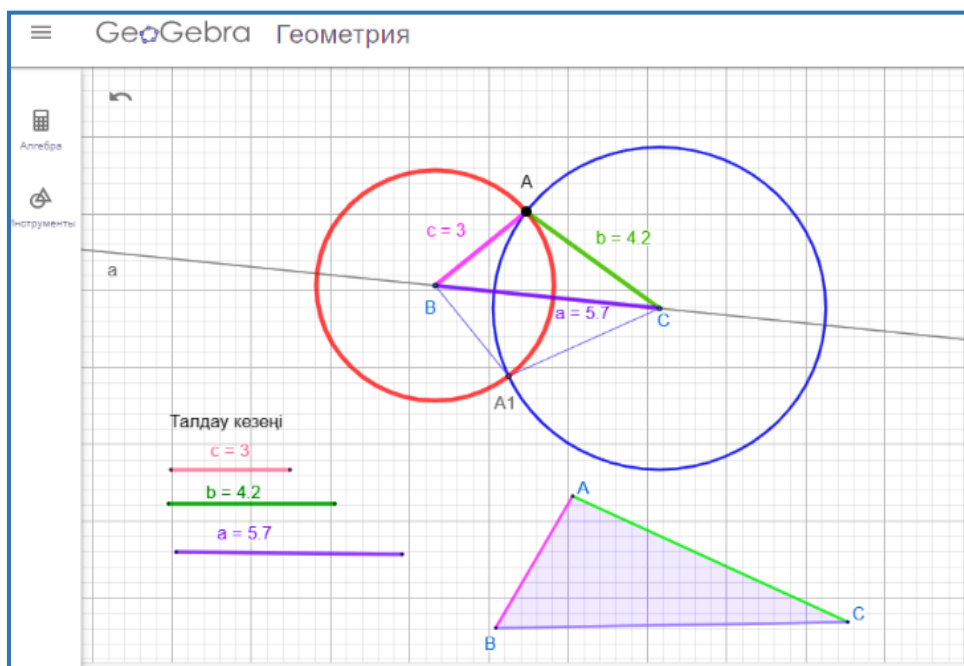 GeoGebra Геометрия
Алгебра
Инструменты
A
c = 3
b = 4.2
a
B
a = 5.7
C
A1
Талдау кезеңі
c = 3
b = 4.2
a = 5.7
A
B
C